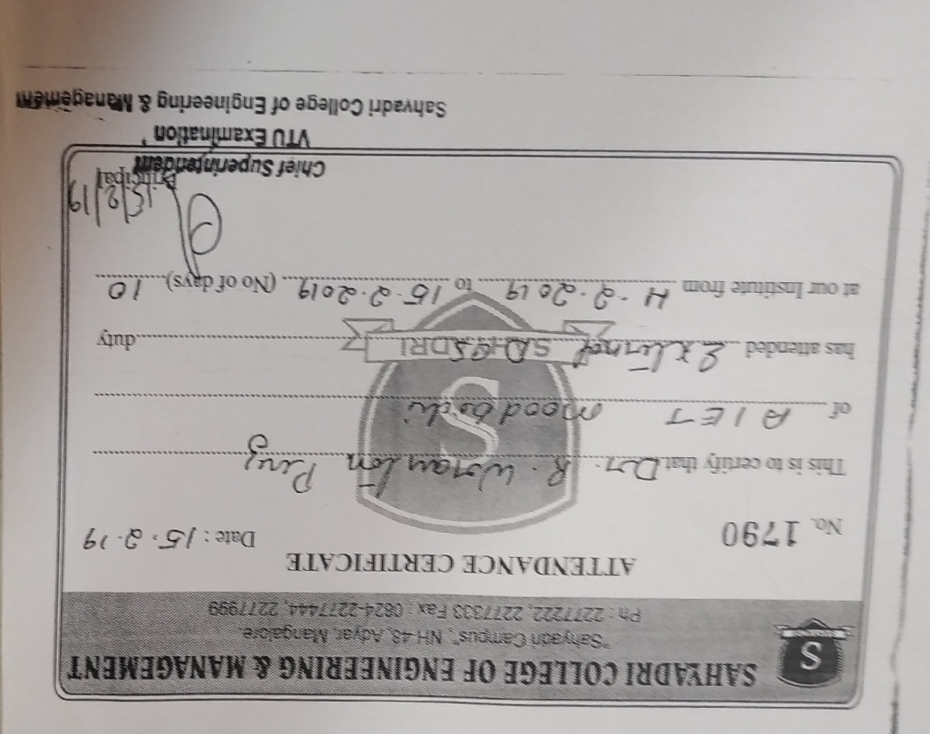 SAHYADRI COLLEGE OF ENGINEERING & MANAGEMENT
"Sahyadri Campus", NH-48, Adyar, Mangalore.
Ph : 2277222, 2277333 Fax : 0824-2277444, 2277999
ATTENDANCE CERTIFICATE
No. 1790 Date : 15.2.19
This is to certify that Dr. R.
of AIET Moodbidri
has attended External duty
SAHYADRI
at our Institute from 4.2.2019 to 15.2.2019 (No of days) 10
15/2/19
Principal
Chief Superintendent
VTU Examination
Sahyadri College of Engineering & Management